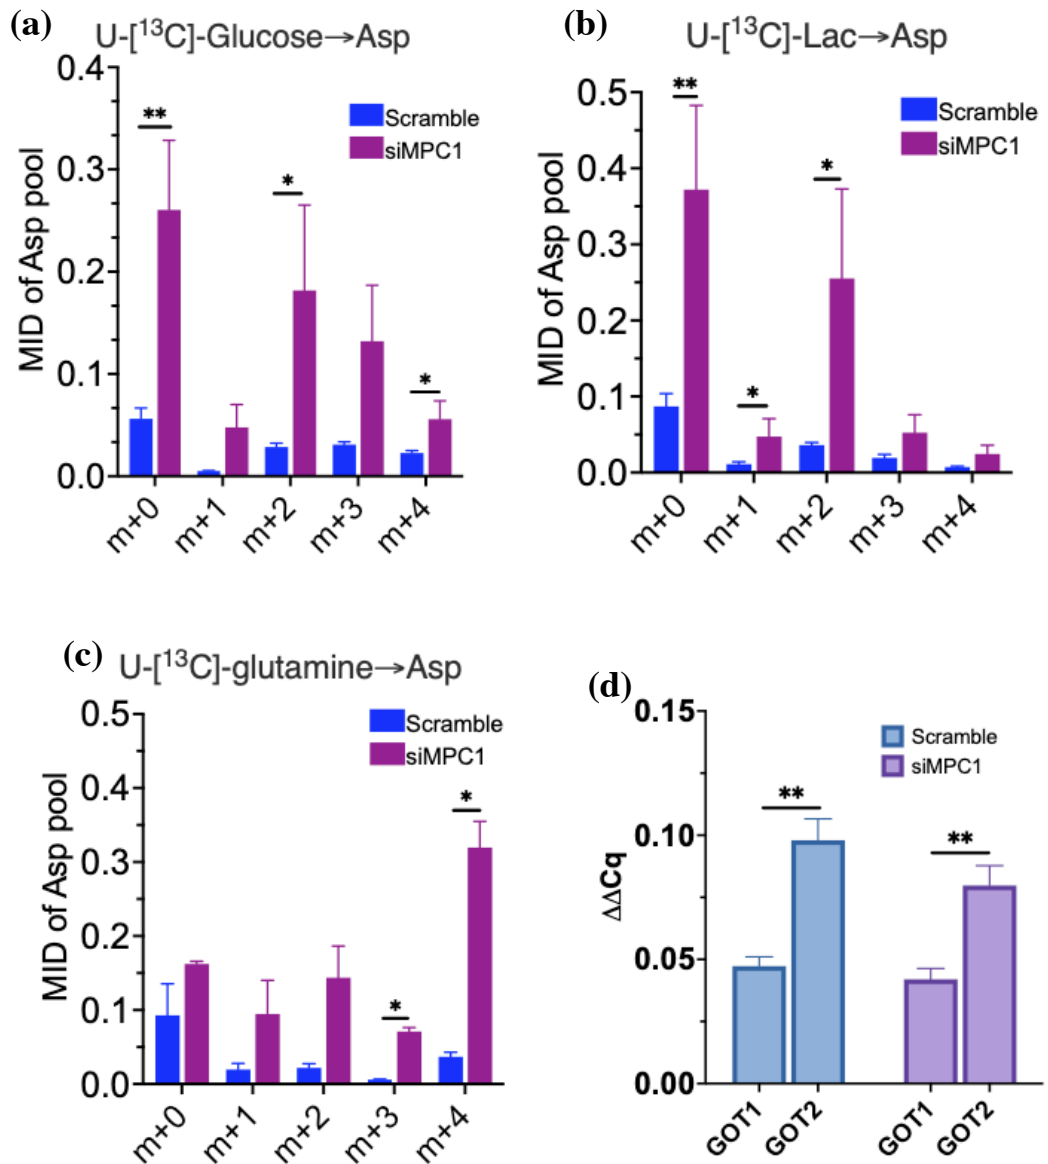 (a)
U-[¹³C]-Glucose→Asp
MID of Asp pool
0.4
0.3
0.2
0.1
0.0
**
*
*
Scramble
siMPC1
m+0
m+1
m+2
m+3
m+4
(b)
U-[¹³C]-Lac→Asp
MID of Asp pool
0.5
0.4
0.3
0.2
0.1
0.0
**
*
*
Scramble
siMPC1
m+0
m+1
m+2
m+3
m+4
(c)
U-[¹³C]-glutamine→Asp
MID of Asp pool
0.5
0.4
0.3
0.2
0.1
0.0
*
*
Scramble
siMPC1
m+0
m+1
m+2
m+3
m+4
(d)
ΔΔCq
0.15
0.10
0.05
0.00
**
**
Scramble
siMPC1
GOT1
GOT2
GOT1
GOT2